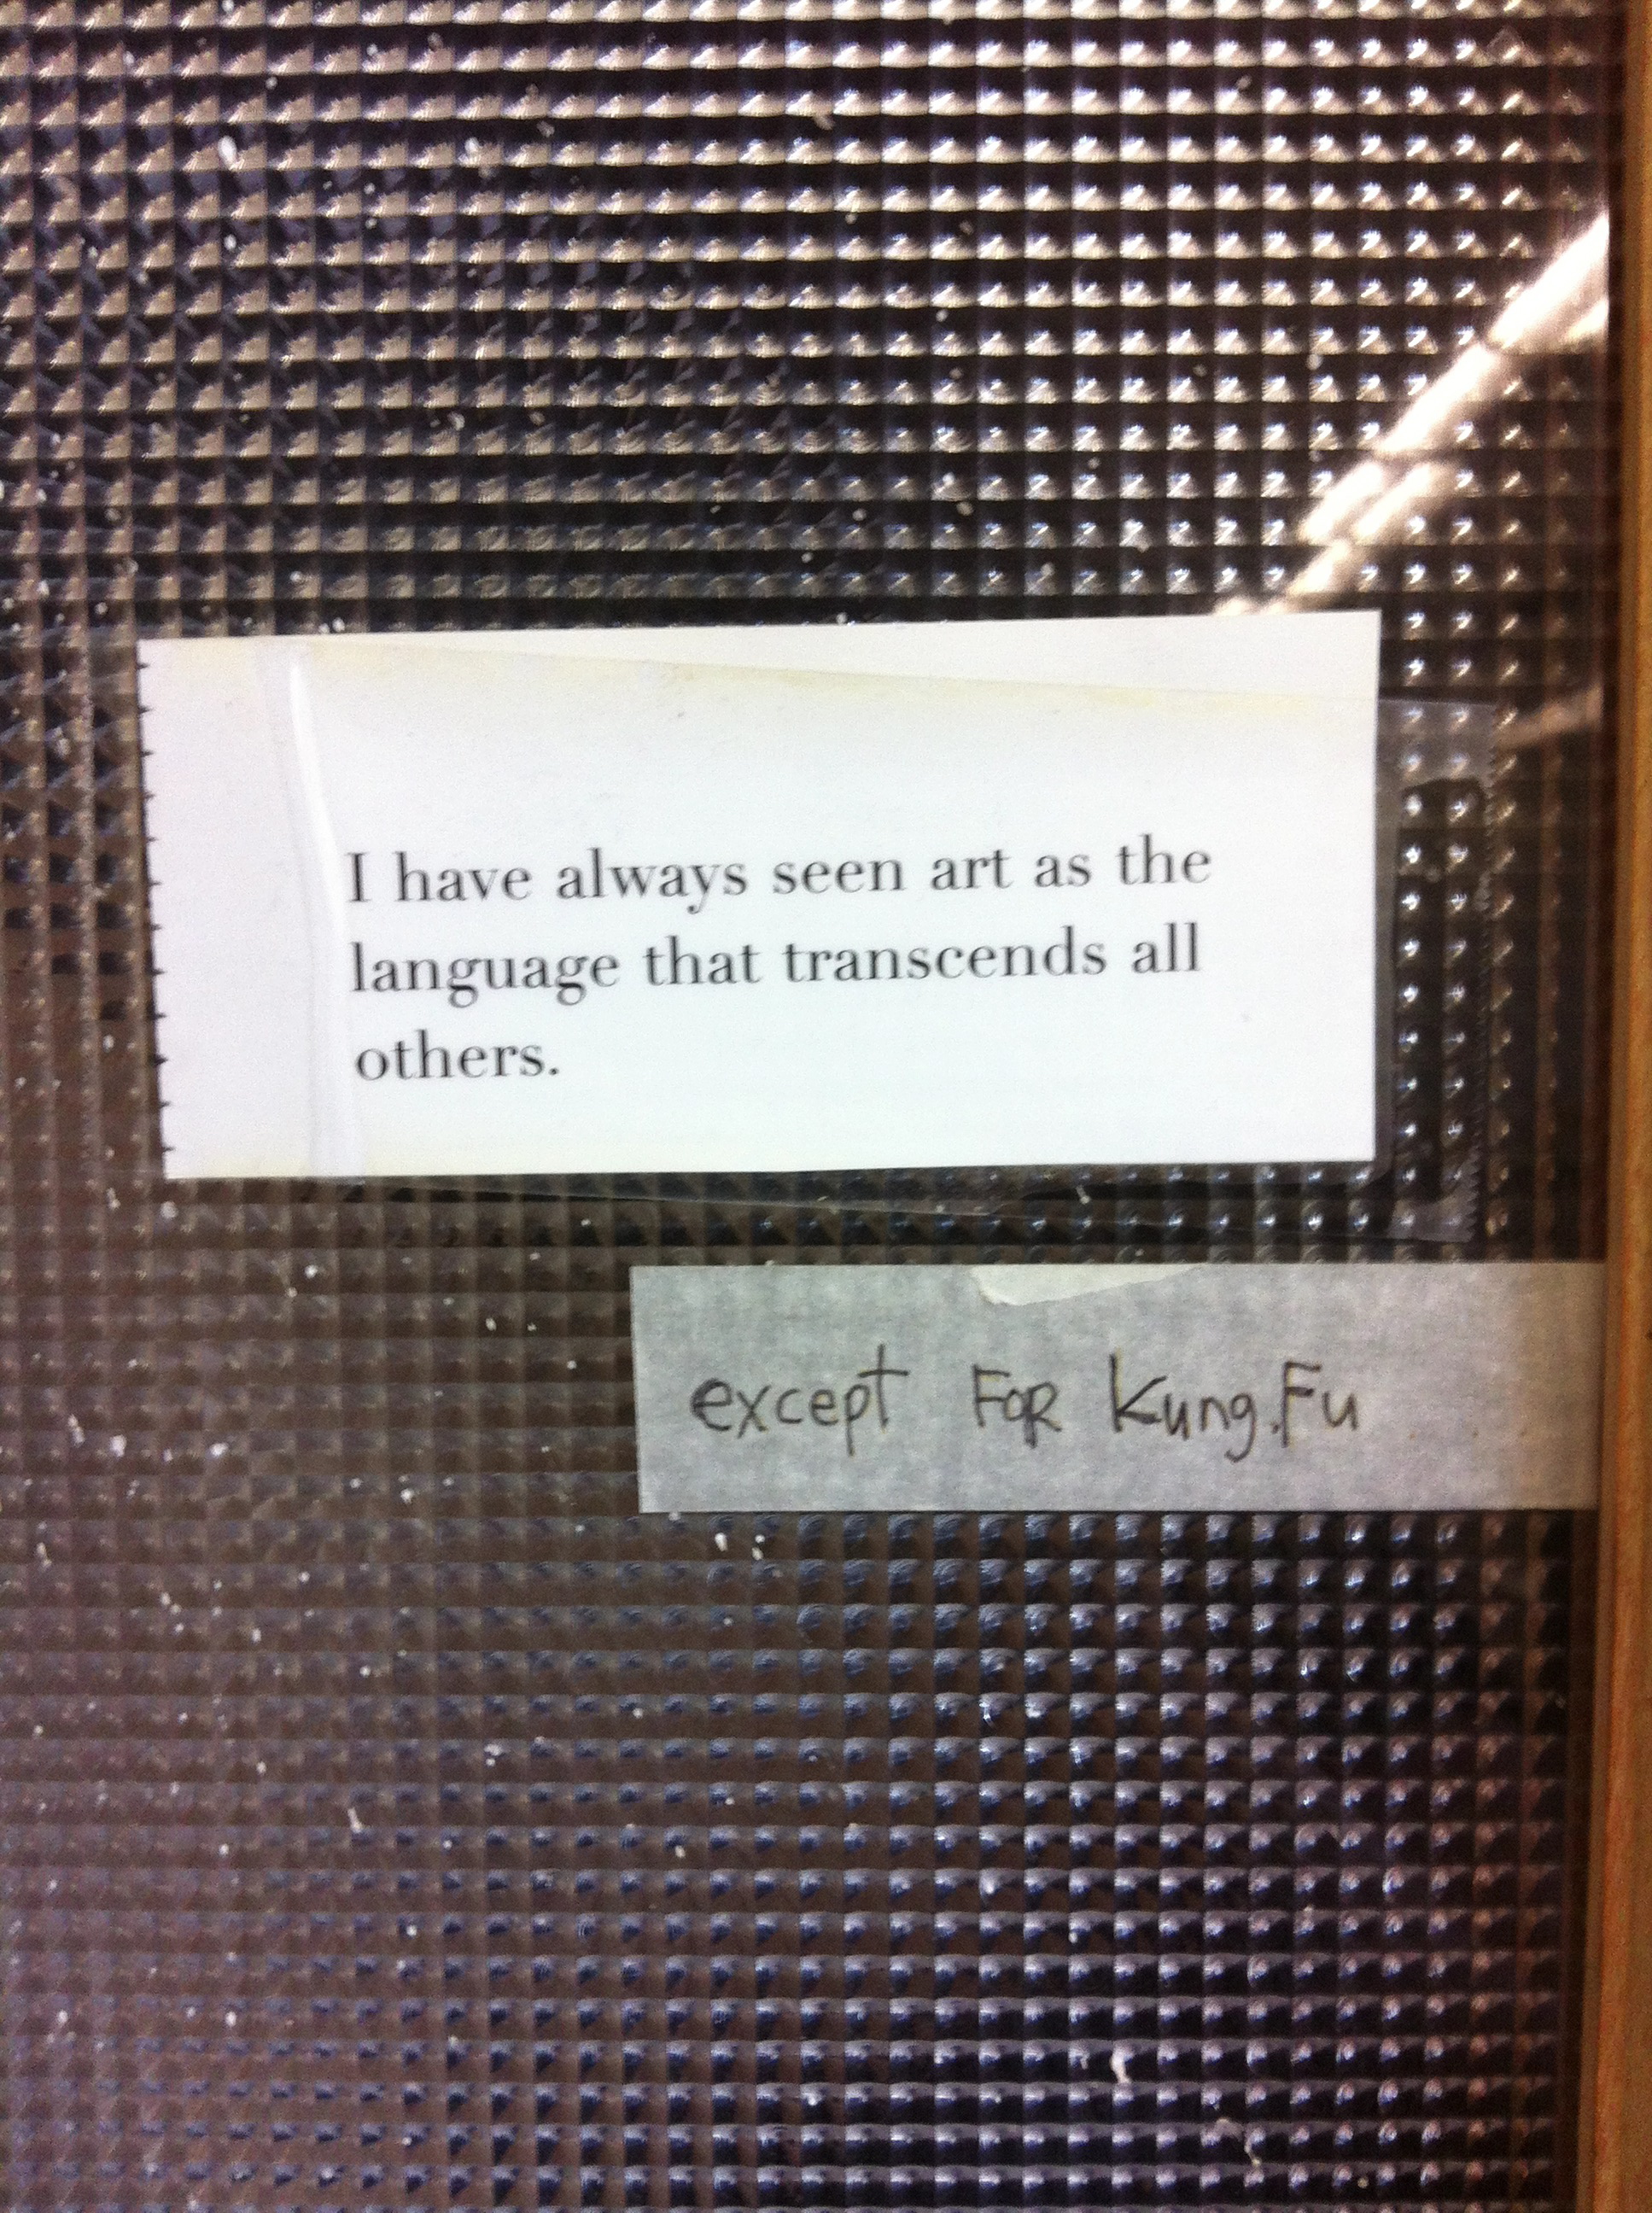 I have always seen art as the
language that transcends all
others.
except FOR Kung.Fu